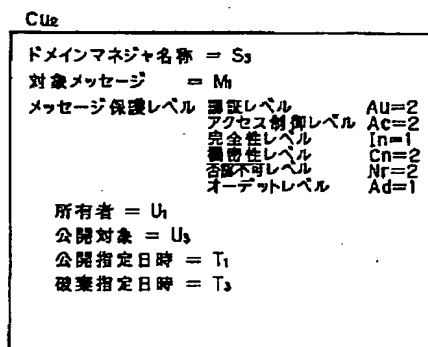 Cu₂
ドメインマネジャ名称 = S₃
対象メッセージ = M₁
メッセージ保護レベル 認証レベル Au=2
アクセス制御レベル Ac=2
完全性レベル In=1
機密性レベル Cn=2
否認不可レベル Nr=2
オーデットレベル Ad=1
所有者 = U₁
公開対象 = U₃
公開指定日時 = T₁
破棄指定日時 = T₃